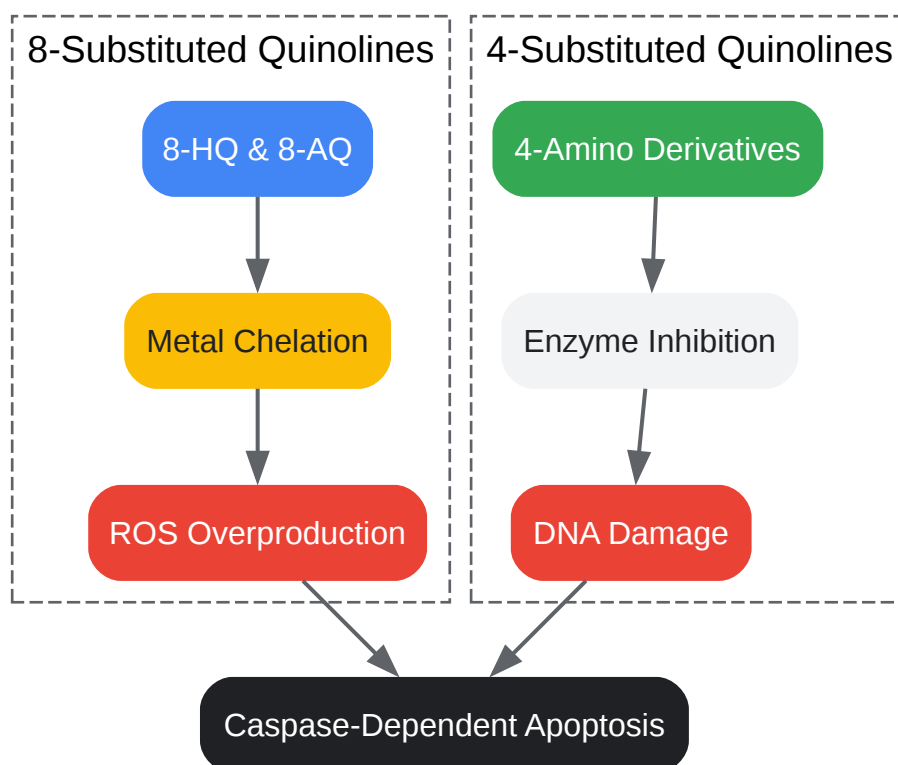 8-Substituted Quinolines
8-HQ & 8-AQ
Metal Chelation
ROS Overproduction
4-Substituted Quinolines
4-Amino Derivatives
Enzyme Inhibition
DNA Damage
Caspase-Dependent Apoptosis